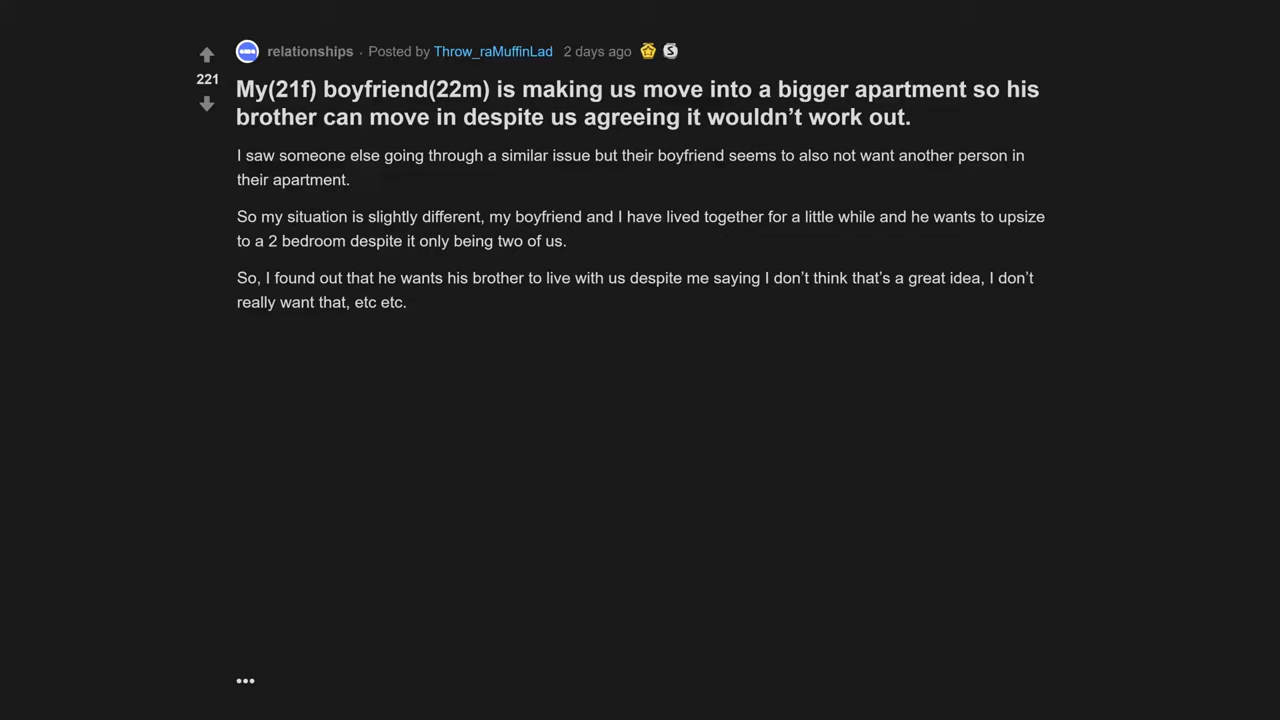 relationships · Posted by Throw_raMuffinLad 2 days ago
221
My(21f) boyfriend(22m) is making us move into a bigger apartment so his
brother can move in despite us agreeing it wouldn’t work out.
I saw someone else going through a similar issue but their boyfriend seems to also not want another person in
their apartment.
So my situation is slightly different, my boyfriend and I have lived together for a little while and he wants to upsize
to a 2 bedroom despite it only being two of us.
So, I found out that he wants his brother to live with us despite me saying I don’t think that’s a great idea, I don’t
really want that, etc etc.
•••